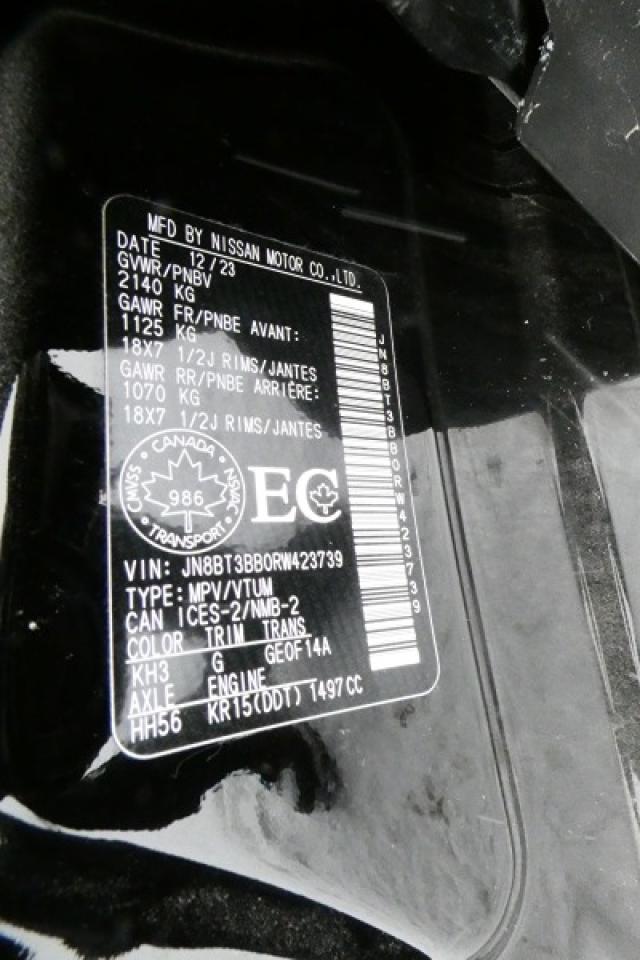 MFD BY NISSAN MOTOR CO.,LTD.
DATE 12/23
GVWR/PNBV
2140 KG
GAWR FR/PNBE AVANT:
1125 KG
18X7 1/2J RIMS/JANTES
GAWR RR/PNBE ARRIÈRE:
1070 KG
18X7 1/2J RIMS/JANTES
CANADA
CMVSS 986 NSVAC
TRANSPORT
EC
VIN: JN8BT3BB0RW423739
TYPE: MPV/VTUM
CAN ICES-2/NMB-2
COLOR TRIM TRANS
KH3 G GE0F14A
AXLE ENGINE
HH56 KR15(DDT) 1497CC
JN8BT3BB0RW423739